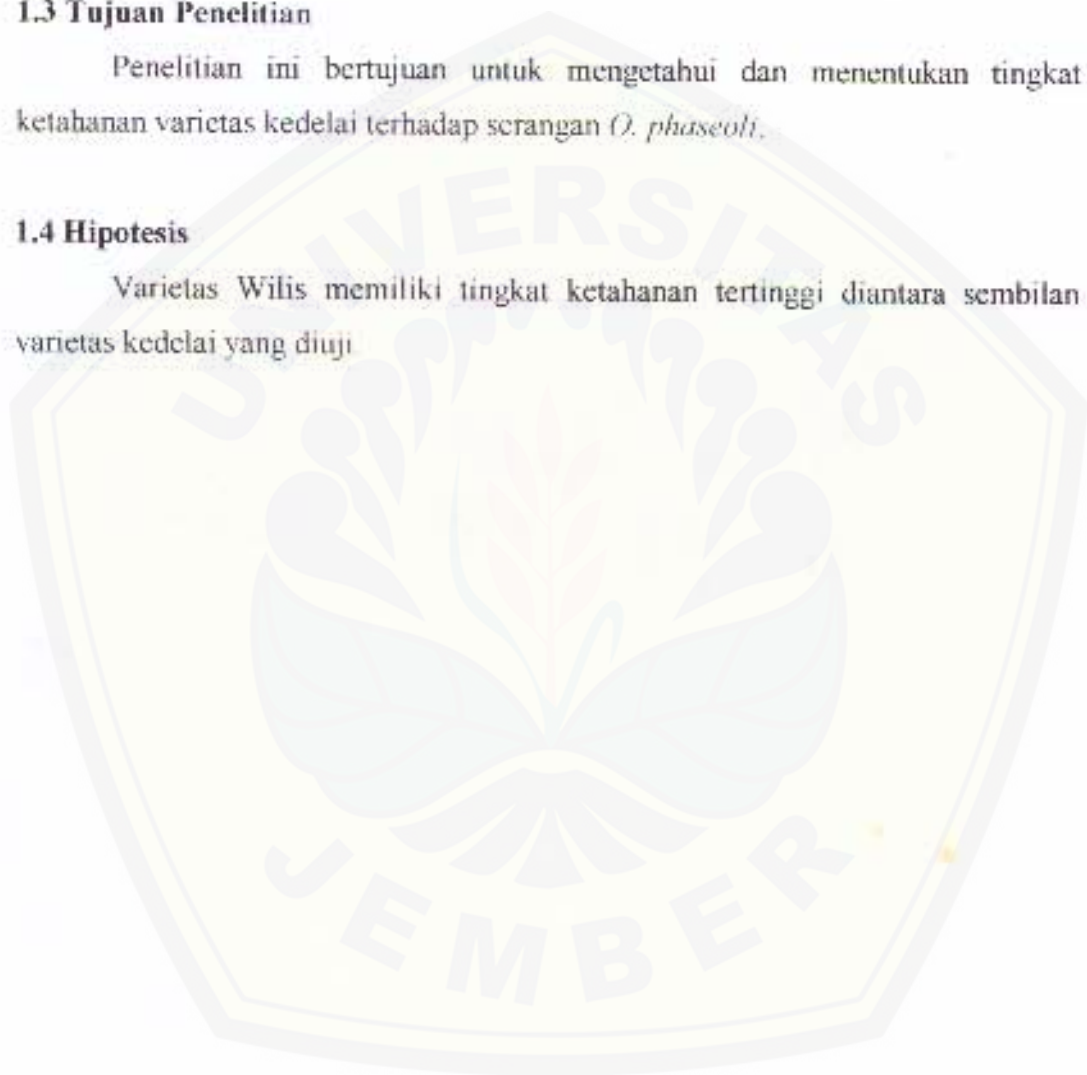 1.3 Tujuan Penelitian
Penelitian ini bertujuan untuk mengetahui dan menentukan tingkat
ketahanan varietas kedelai terhadap serangan O. phaseoli.
1.4 Hipotesis
Varietas Wilis memiliki tingkat ketahanan tertinggi diantara sembilan
varietas kedelai yang diuji
UNIVERSITAS
JEMBER